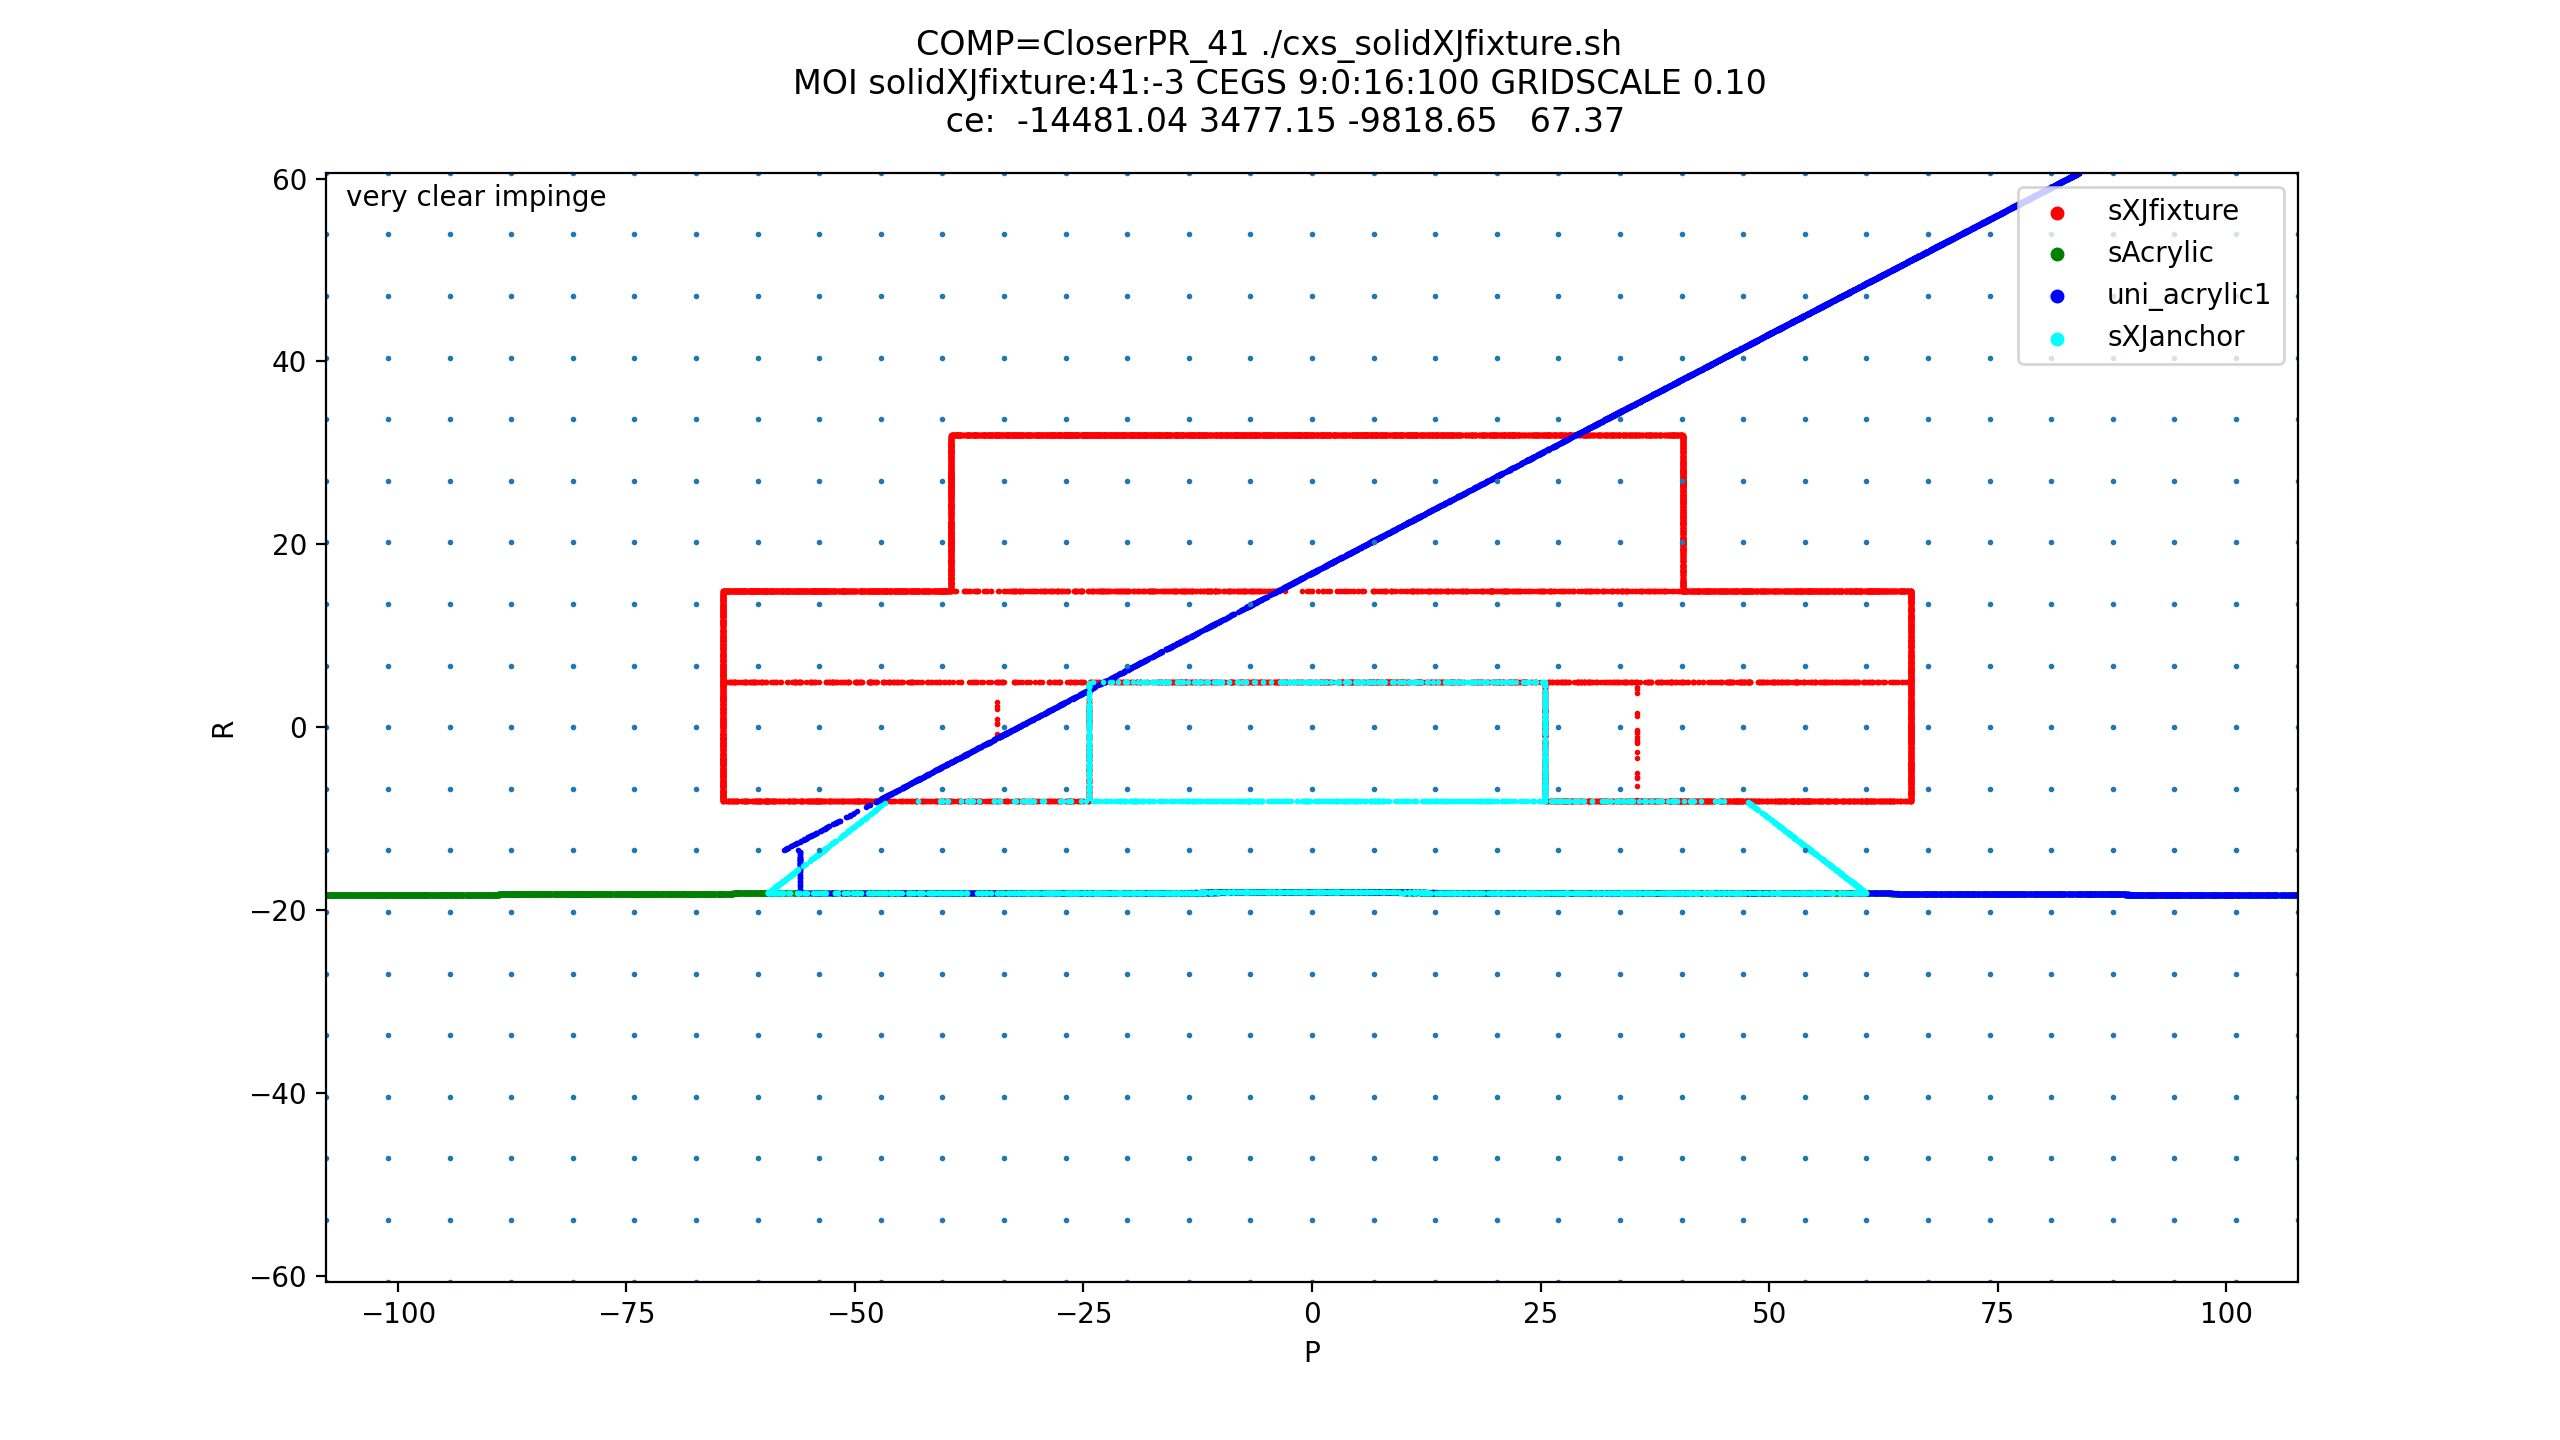 COMP=CloserPR_41 ./cxs_solidXJfixture.sh
MOI solidXJfixture:41:-3 CEGS 9:0:16:100 GRIDSCALE 0.10
ce:  -14481.04 3477.15 -9818.65   67.37
very clear impinge
sXJfixture
sAcrylic
uni_acrylic1
sXJanchor
60
40
20
0
−20
−40
−60
R
−100
−75
−50
−25
0
25
50
75
100
P